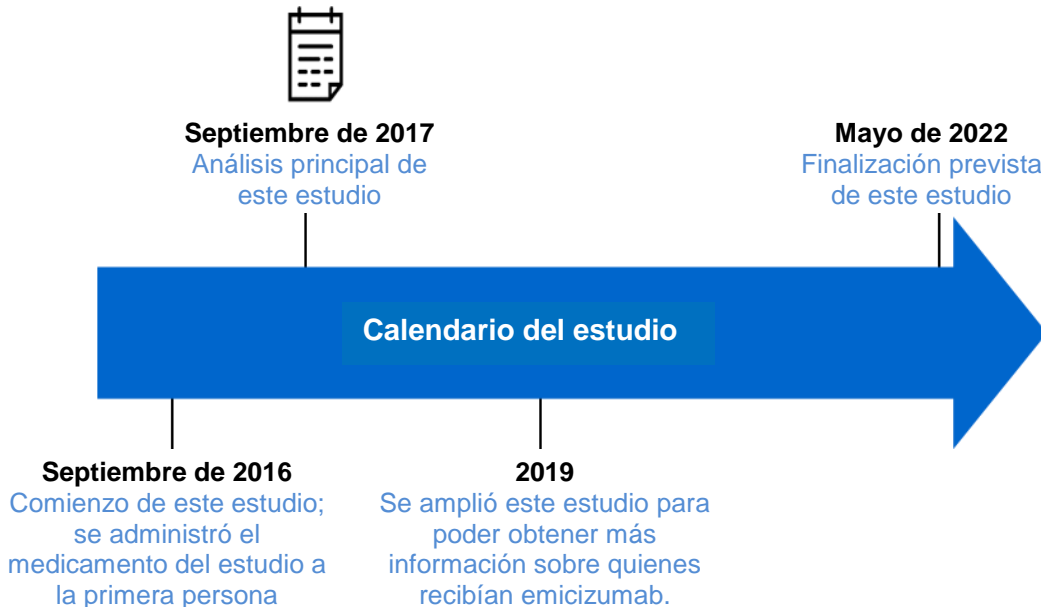 Septiembre de 2017
Análisis principal de
este estudio
Mayo de 2022
Finalización prevista
de este estudio
Calendario del estudio
Septiembre de 2016
Comienzo de este estudio;
se administró el
medicamento del estudio a
la primera persona
2019
Se amplió este estudio para
poder obtener más
información sobre quienes
recibían emicizumab.